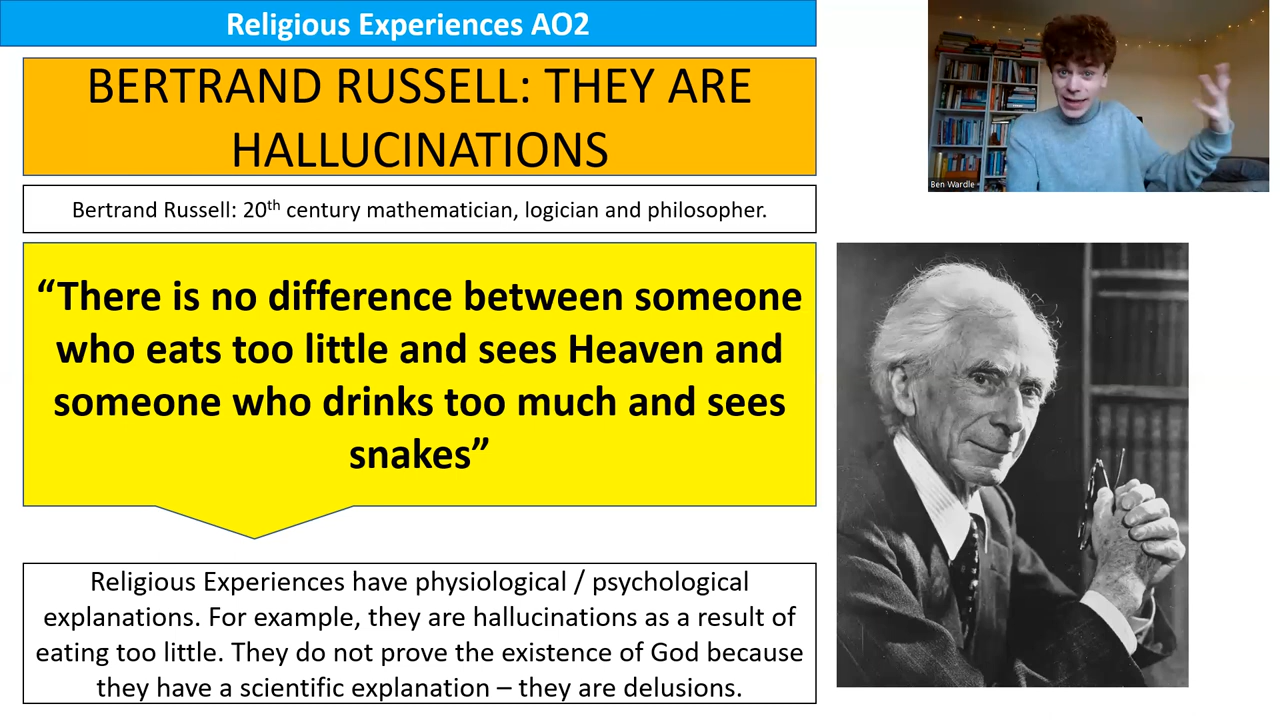 Religious Experiences AO2
BERTRAND RUSSELL: THEY ARE
HALLUCINATIONS
Bertrand Russell: 20th century mathematician, logician and philosopher.
“There is no difference between someone
who eats too little and sees Heaven and
someone who drinks too much and sees
snakes”
Religious Experiences have physiological / psychological
explanations. For example, they are hallucinations as a result of
eating too little. They do not prove the existence of God because
they have a scientific explanation – they are delusions.
Ben Wardle